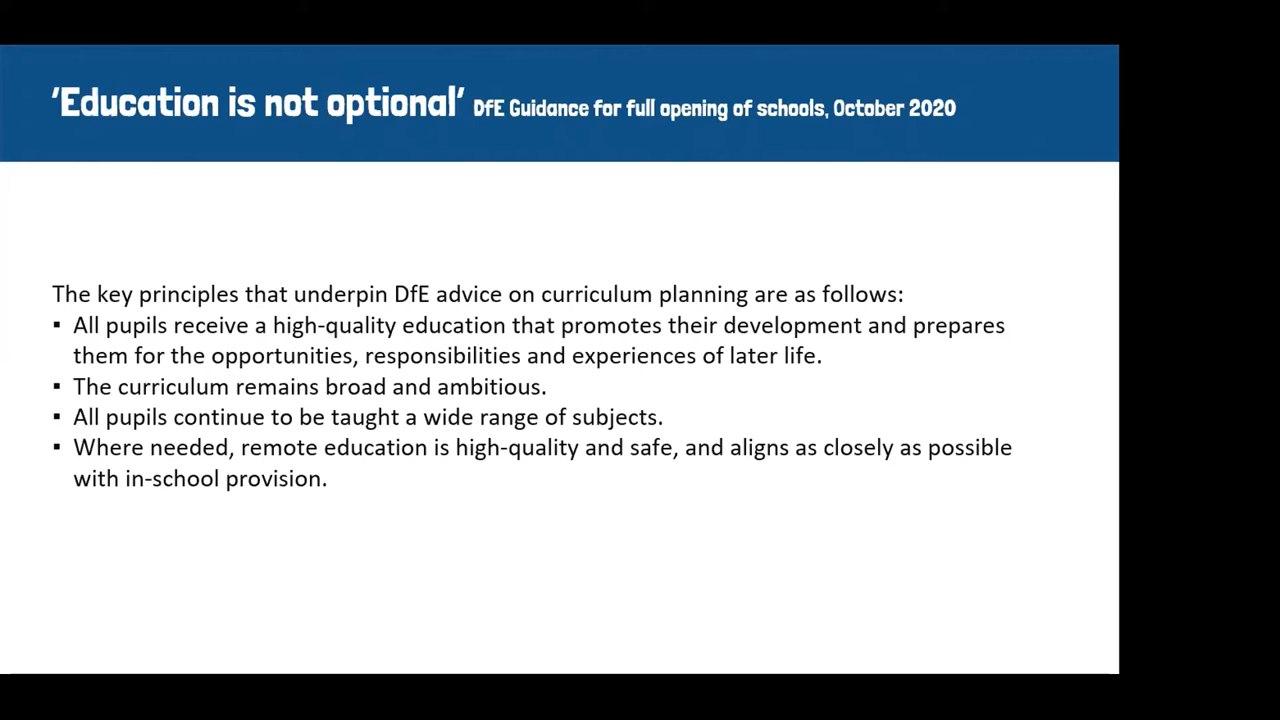 ‘Education is not optional’ DfE Guidance for full opening of schools, October 2020
The key principles that underpin DfE advice on curriculum planning are as follows:
▪ All pupils receive a high-quality education that promotes their development and prepares
them for the opportunities, responsibilities and experiences of later life.
▪ The curriculum remains broad and ambitious.
▪ All pupils continue to be taught a wide range of subjects.
▪ Where needed, remote education is high-quality and safe, and aligns as closely as possible
with in-school provision.